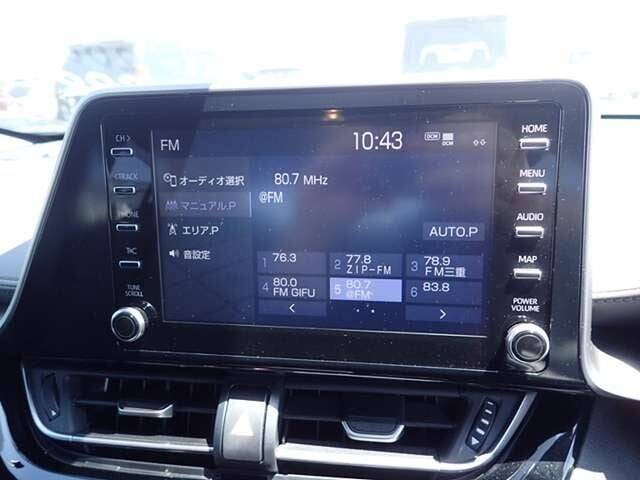 CH >
< TRACK
PHONE
TUNE
SCROLL
FM
10:43
DCM
オーディオ選択
マニュアル.P
エリア.P
音設定
80.7 MHz
@FM
AUTO.P
1 76.3
2 77.8
ZIP-FM
3 78.9
FM三重
4 80.0
FM GIFU
5 80.7
@FM
6 83.8
<
>
HOME
MENU
AUDIO
MAP
POWER
VOLUME